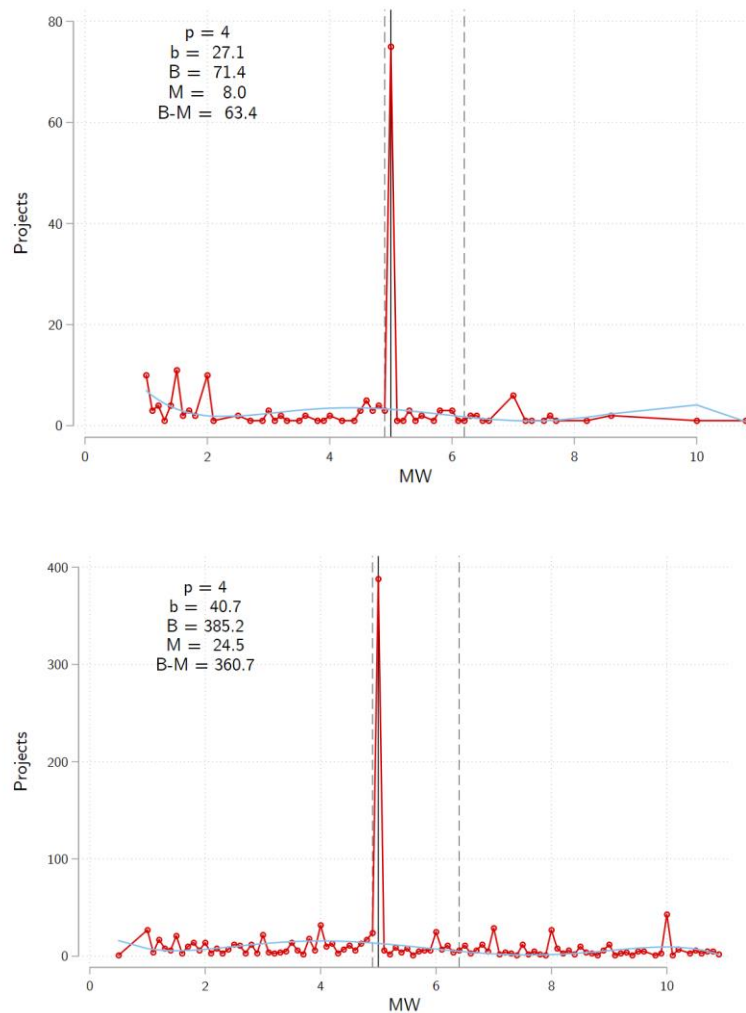 80
60
40
20
0
Projects
p = 4
b = 27.1
B = 71.4
M = 8.0
B-M = 63.4
0 2 4 6 8 10
MW
400
300
200
100
0
Projects
p = 4
b = 40.7
B = 385.2
M = 24.5
B-M = 360.7
0 2 4 6 8 10
MW